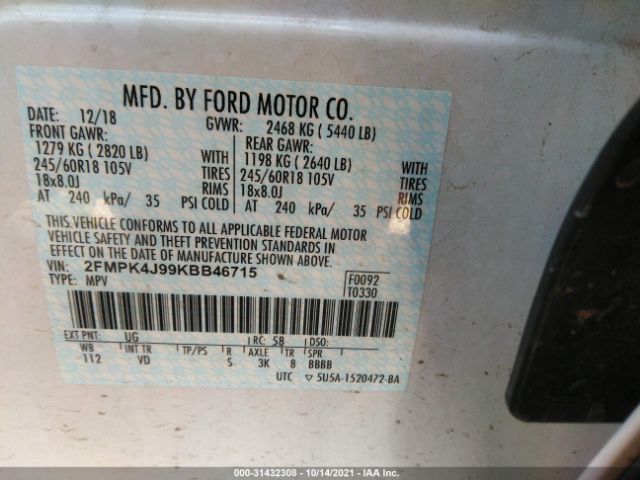 MFD. BY FORD MOTOR CO.
DATE: 12/18 GVWR: 2468 KG ( 5440 LB)
FRONT GAWR: REAR GAWR:
1279 KG ( 2820 LB) WITH 1198 KG ( 2640 LB) WITH
245/60R18 105V TIRES 245/60R18 105V TIRES
18x8.0J RIMS 18x8.0J RIMS
AT 240 kPa/ 35 PSI COLD AT 240 kPa/ 35 PSI COLD
THIS VEHICLE CONFORMS TO ALL APPLICABLE FEDERAL MOTOR
VEHICLE SAFETY AND THEFT PREVENTION STANDARDS IN
EFFECT ON THE DATE OF MANUFACTURE SHOWN ABOVE.
VIN: 2FMPK4J99KBB46715 F0092
TYPE: MPV T0330
EXT PNT: UG RC: 58 DSO:
WB INT TR TP/PS R AXLE TR SPR
112 VD S 3K 8 BBBB
UTC ▽ 5U5A-1520472-BA
000-31432308 | 10/14/2021 | IAA Inc.